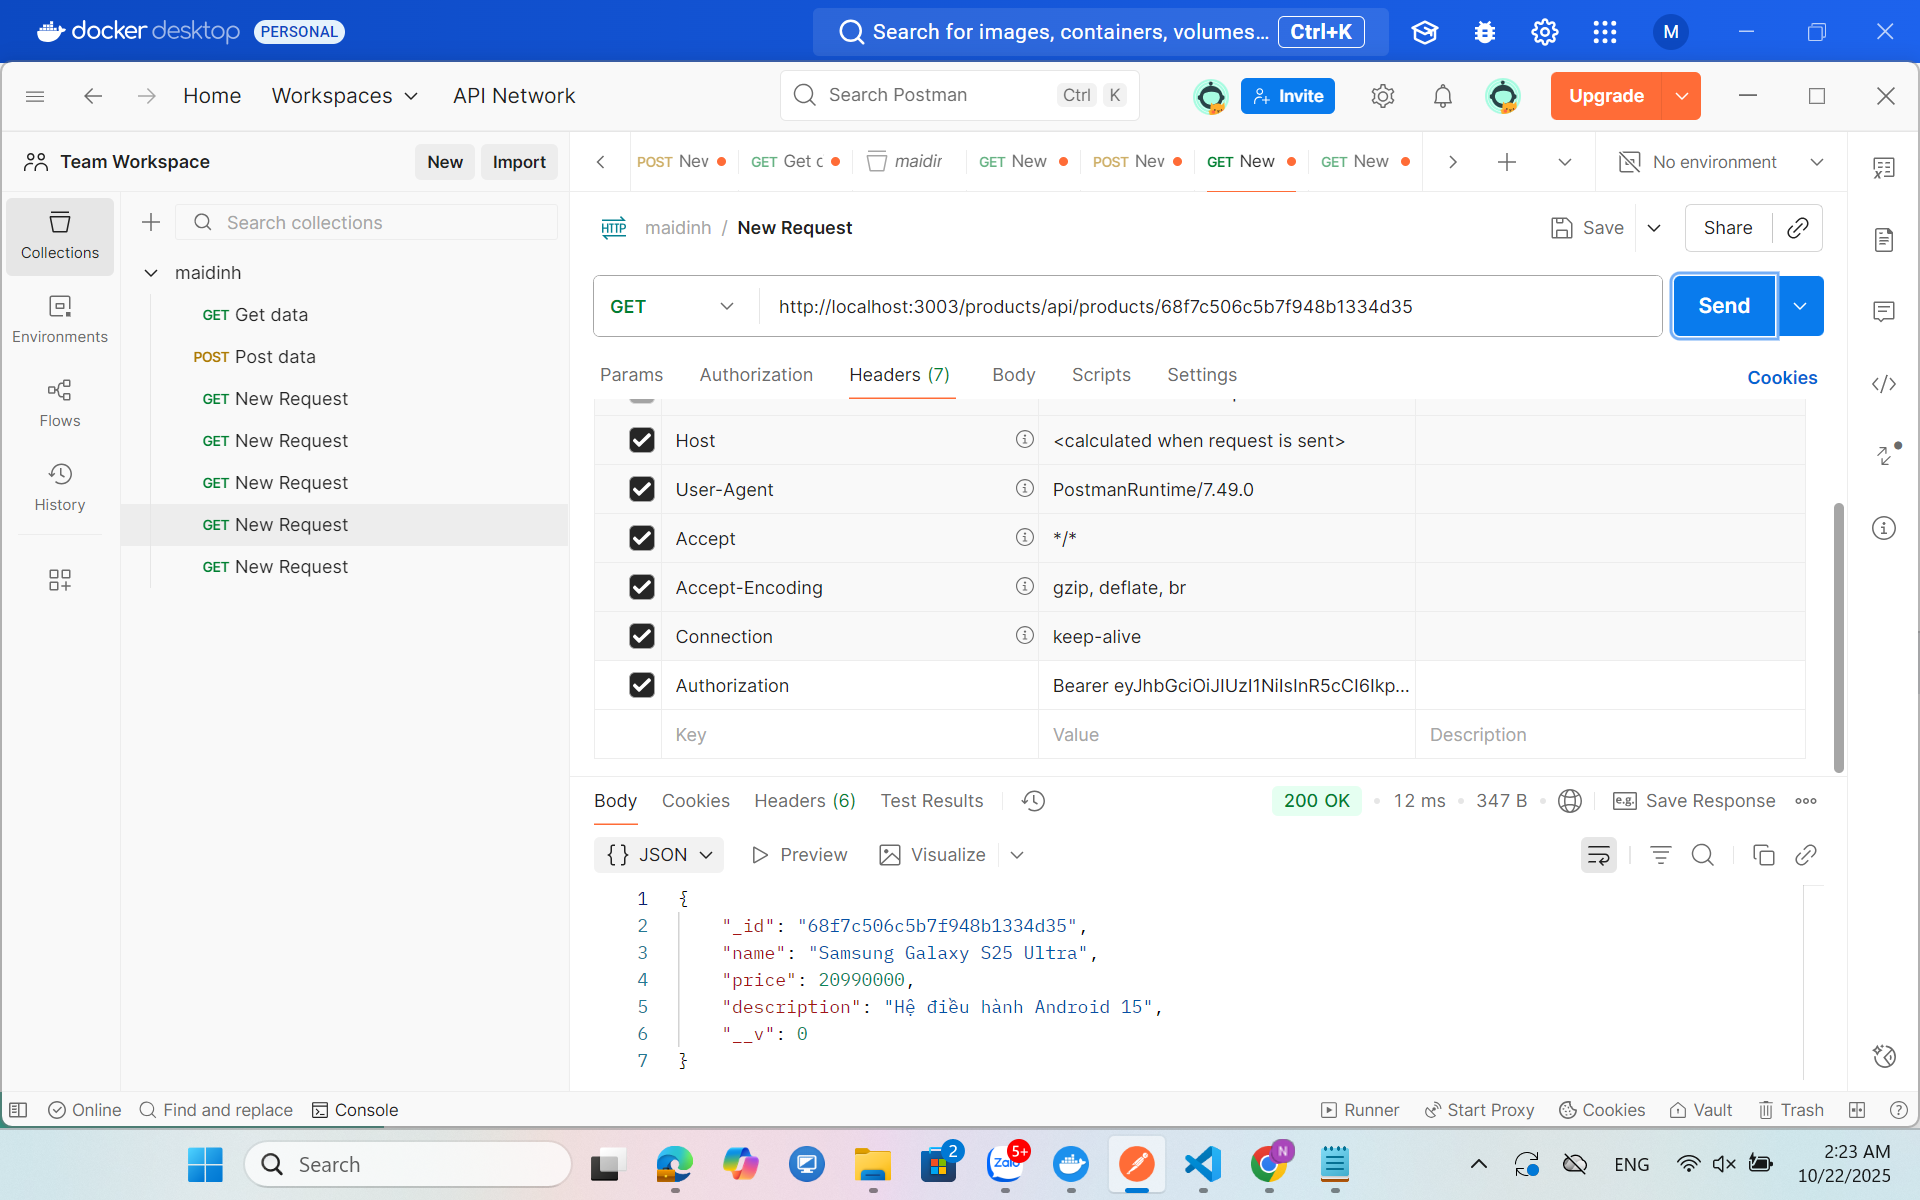 docker desktop PERSONAL
Search for images, containers, volumes... Ctrl+K
M
Home Workspaces API Network
Search Postman Ctrl K
Invite
Upgrade
Team Workspace New Import
POST Nev GET Get c maidir GET New POST Nev GET New GET New
No environment
Collections
Environments
Flows
History
Search collections
maidinh
GET Get data
POST Post data
GET New Request
GET New Request
GET New Request
GET New Request
GET New Request
HTTP maidinh / New Request
Save Share
GET http://localhost:3003/products/api/products/68f7c506c5b7f948b1334d35 Send
Params Authorization Headers (7) Body Scripts Settings Cookies
Host <calculated when request is sent>
User-Agent PostmanRuntime/7.49.0
Accept */*
Accept-Encoding gzip, deflate, br
Connection keep-alive
Authorization Bearer eyJhbGciOiJIUzI1NiIsInR5cCI6Ikp...
Key Value Description
Body Cookies Headers (6) Test Results
200 OK 12 ms 347 B e.g. Save Response
{} JSON Preview Visualize
1 {
2 "_id": "68f7c506c5b7f948b1334d35",
3 "name": "Samsung Galaxy S25 Ultra",
4 "price": 20990000,
5 "description": "Hệ điều hành Android 15",
6 "__v": 0
7 }
Online Find and replace Console
Runner Start Proxy Cookies Vault Trash
Search
2
Zalo 5+
N
ENG
2:23 AM
10/22/2025